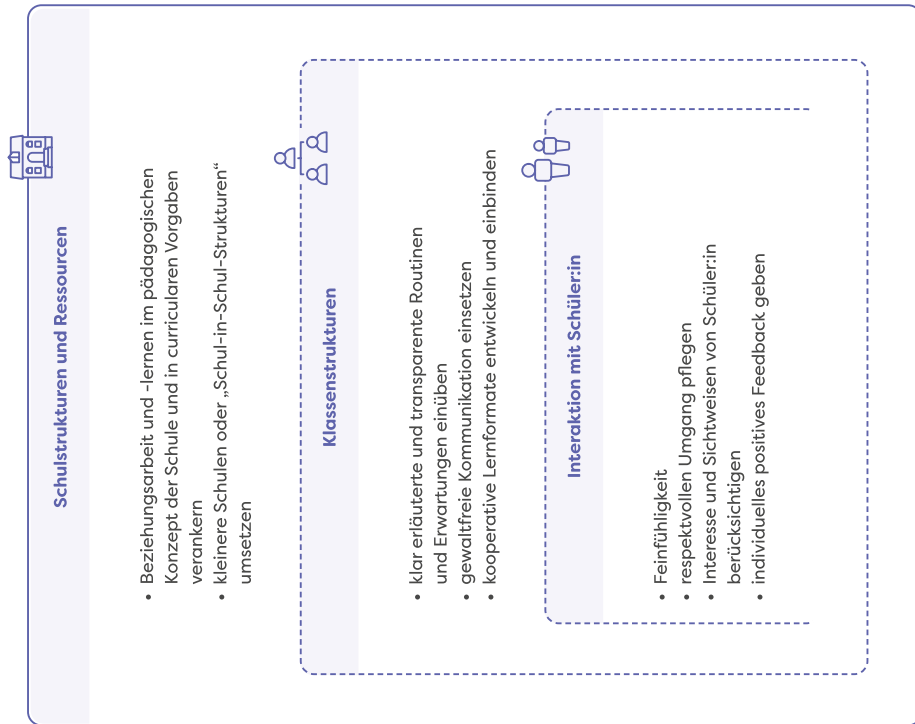 Schulstrukturen und Ressourcen
• Beziehungsarbeit und -lernen im pädagogischen
Konzept der Schule und in curricularen Vorgaben
verankern
• kleinere Schulen oder „Schul-in-Schul-Strukturen“
umsetzen
Klassenstrukturen
• klar erläuterte und transparente Routinen
und Erwartungen einüben
• gewaltfreie Kommunikation einsetzen
• kooperative Lernformate entwickeln und einbinden
Interaktion mit Schüler:in
• Feinfühligkeit
• respektvollen Umgang pflegen
• Interesse und Sichtweisen von Schüler:in
berücksichtigen
• individuelles positives Feedback geben